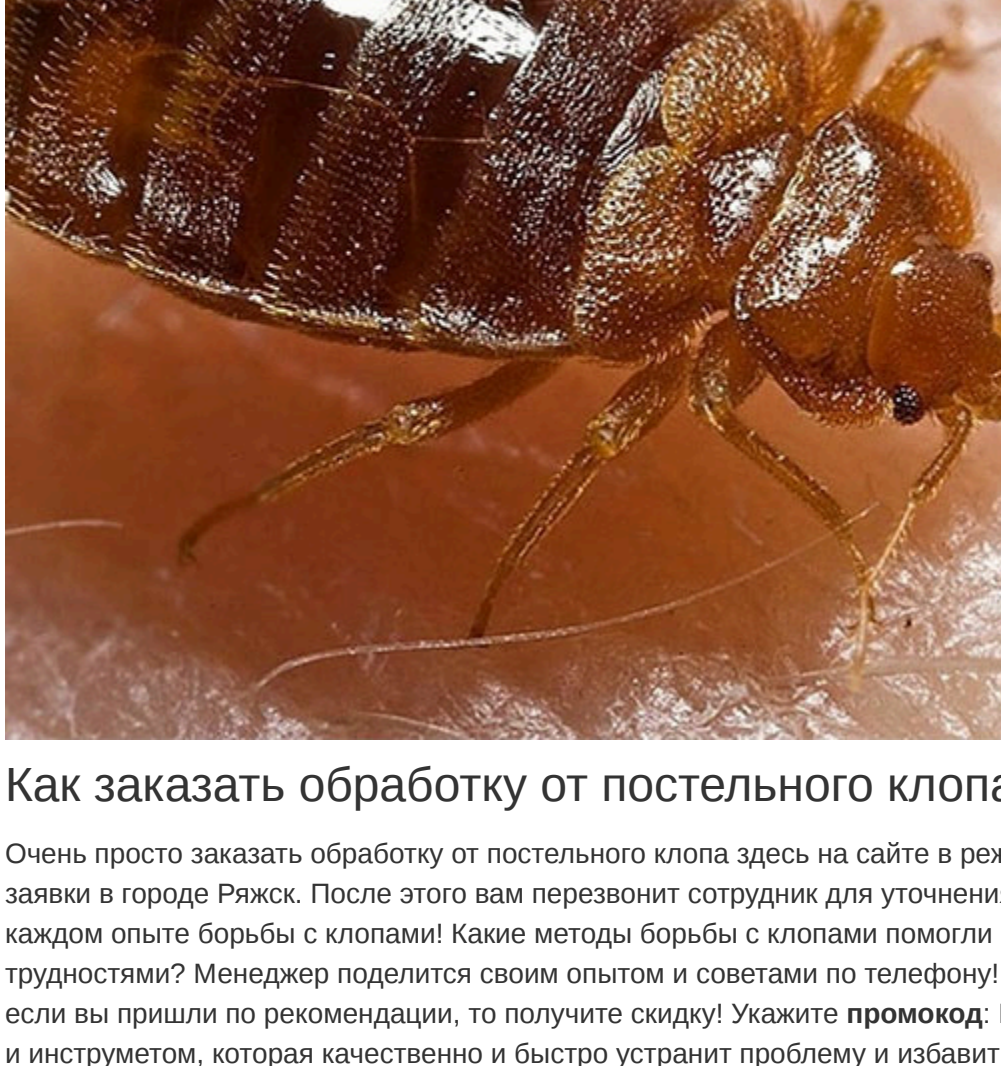 Как заказать обработку от постельного клопа
Очень просто заказать обработку от постельного клопа здесь на сайте в реж
заявки в городе Ряжск. После этого вам перезвонит сотрудник для уточнения
каждом опыте борьбы с клопами! Какие методы борьбы с клопами помогли
трудностями? Менеджер поделится своим опытом и советами по телефону!
если вы пришли по рекомендации, то получите скидку! Укажите промокод:
и инструметом, которая качественно и быстро устранит проблему и избавит